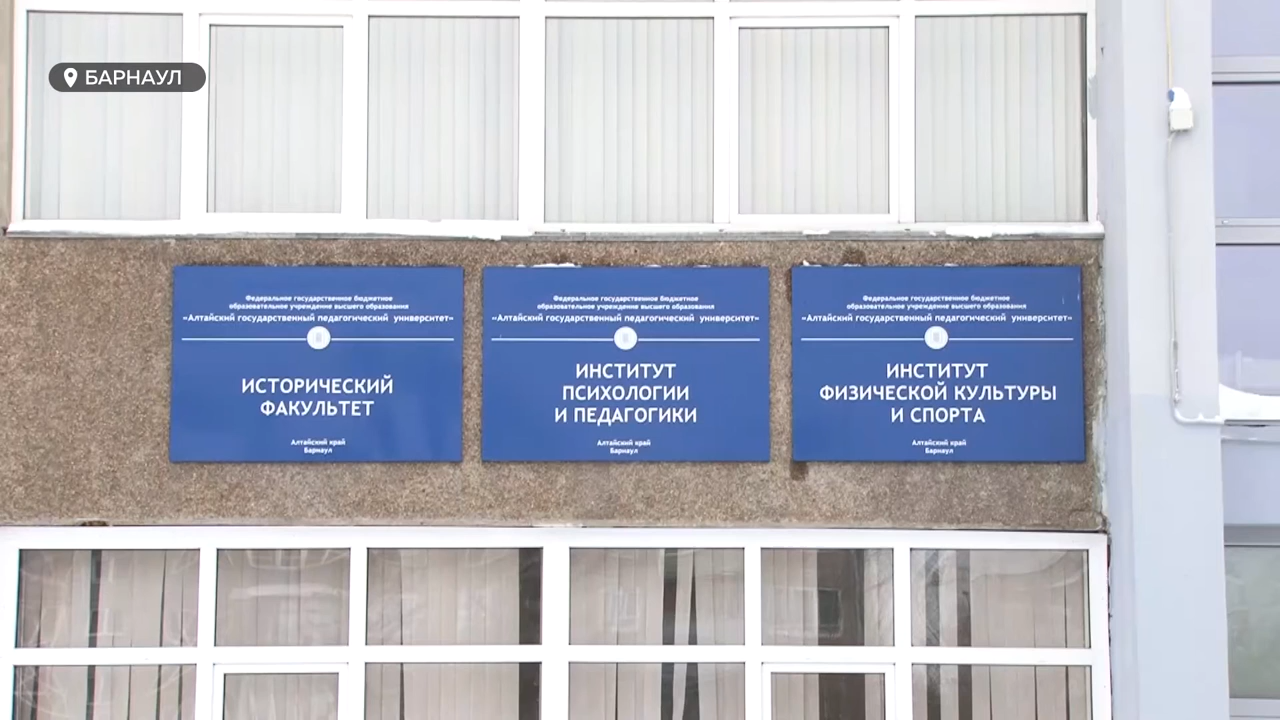 БАРНАУЛ
Федеральное государственное бюджетное
образовательное учреждение высшего образования
«Алтайский государственный педагогический университет»
ИСТОРИЧЕСКИЙ
ФАКУЛЬТЕТ
Алтайский край
Барнаул
Федеральное государственное бюджетное
образовательное учреждение высшего образования
«Алтайский государственный педагогический университет»
ИНСТИТУТ
ПСИХОЛОГИИ
И ПЕДАГОГИКИ
Алтайский край
Барнаул
Федеральное государственное бюджетное
образовательное учреждение высшего образования
«Алтайский государственный педагогический университет»
ИНСТИТУТ
ФИЗИЧЕСКОЙ КУЛЬТУРЫ
И СПОРТА
Алтайский край
Барнаул